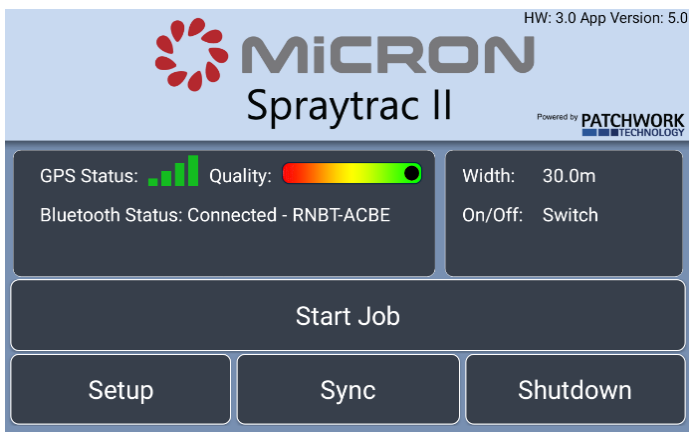 HW: 3.0 App Version: 5.0
MiCRON
Spraytrac II
Powered by PATCHWORK
TECHNOLOGY
GPS Status: Quality:
Bluetooth Status: Connected - RNBT-ACBE
Width: 30.0m
On/Off: Switch
Start Job
Setup
Sync
Shutdown